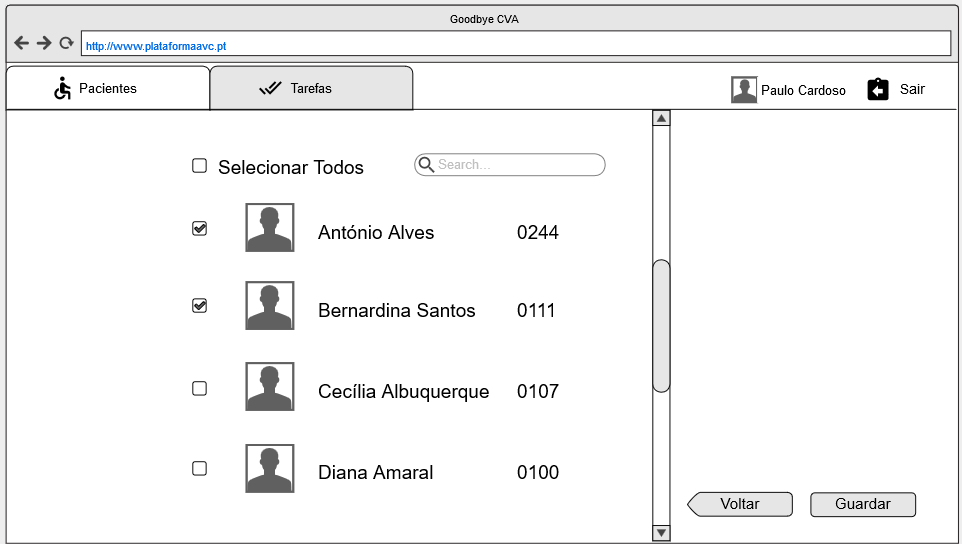 Goodbye CVA
http://www.plataformaavc.pt
Pacientes
Tarefas
Paulo Cardoso
Sair
Selecionar Todos
Search...
António Alves 0244
Bernardina Santos 0111
Cecília Albuquerque 0107
Diana Amaral 0100
Voltar
Guardar